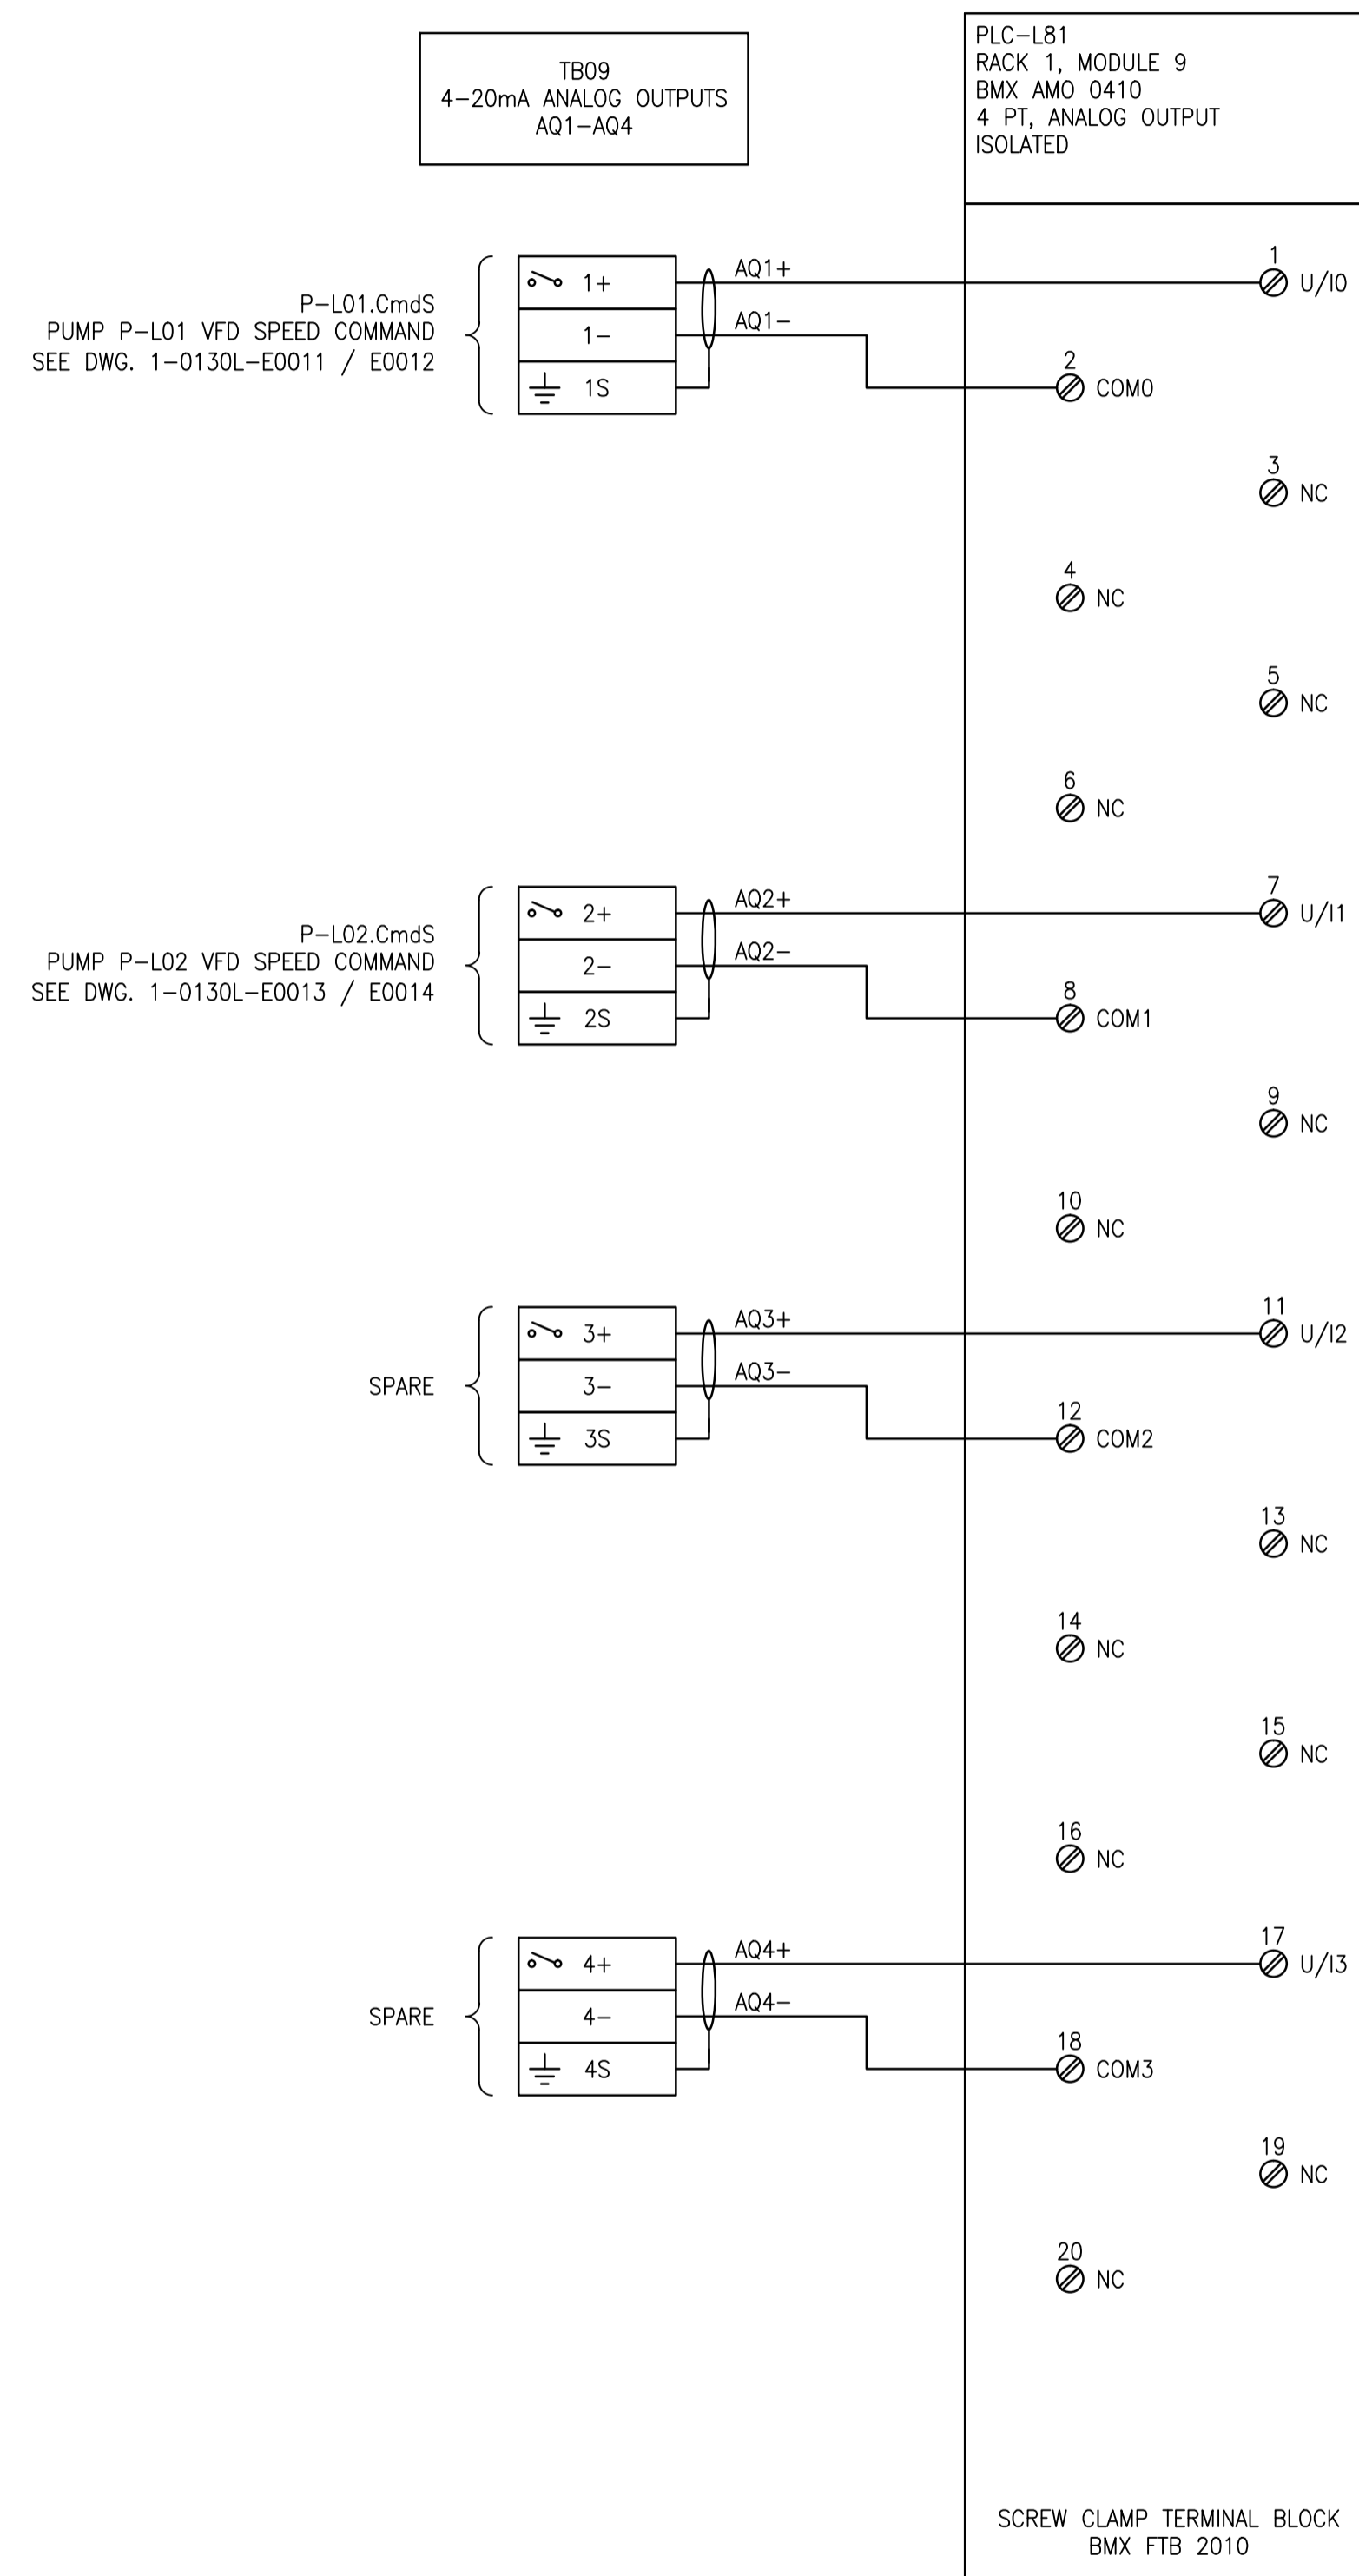 TB09
4-20mA ANALOG OUTPUTS
AQ1-AQ4
PLC-L81
RACK 1, MODULE 9
BMX AMO 0410
4 PT, ANALOG OUTPUT
ISOLATED
P-L01.CmdS
PUMP P-L01 VFD SPEED COMMAND
SEE DWG. 1-0130L-E0011 / E0012
1+
1-
1S
AQ1+
AQ1-
1
U/I0
2
COM0
3
NC
4
NC
5
NC
6
NC
P-L02.CmdS
PUMP P-L02 VFD SPEED COMMAND
SEE DWG. 1-0130L-E0013 / E0014
2+
2-
2S
AQ2+
AQ2-
7
U/I1
8
COM1
9
NC
10
NC
SPARE
3+
3-
3S
AQ3+
AQ3-
11
U/I2
12
COM2
13
NC
14
NC
15
NC
16
NC
SPARE
4+
4-
4S
AQ4+
AQ4-
17
U/I3
18
COM3
19
NC
20
NC
SCREW CLAMP TERMINAL BLOCK
BMX FTB 2010